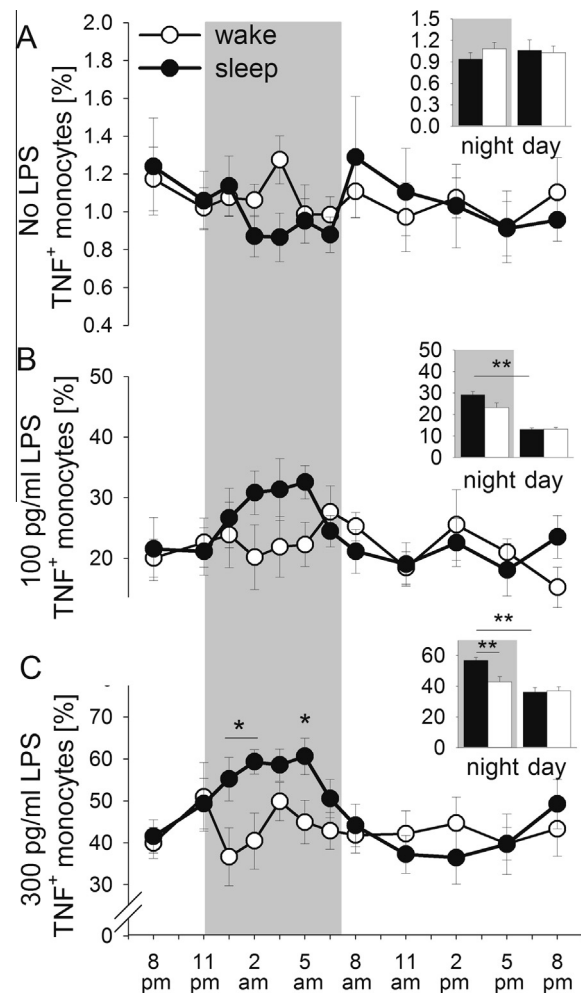 A
No LPS
TNF+ monocytes [%]
2.0
1.8
1.6
1.4
1.2
1.0
0.8
0.6
0.4
wake
sleep
1.5
1.2
0.9
0.6
0.3
0.0
night day
B
100 pg/ml LPS
TNF+ monocytes [%]
50
40
30
20
50
40
30
20
10
0
**
night day
C
300 pg/ml LPS
TNF+ monocytes [%]
70
60
50
40
30
0
*
*
60
40
20
0
**
**
night day
8 11 2 5 8 11 2 5 8
pm pm am am am am pm pm pm